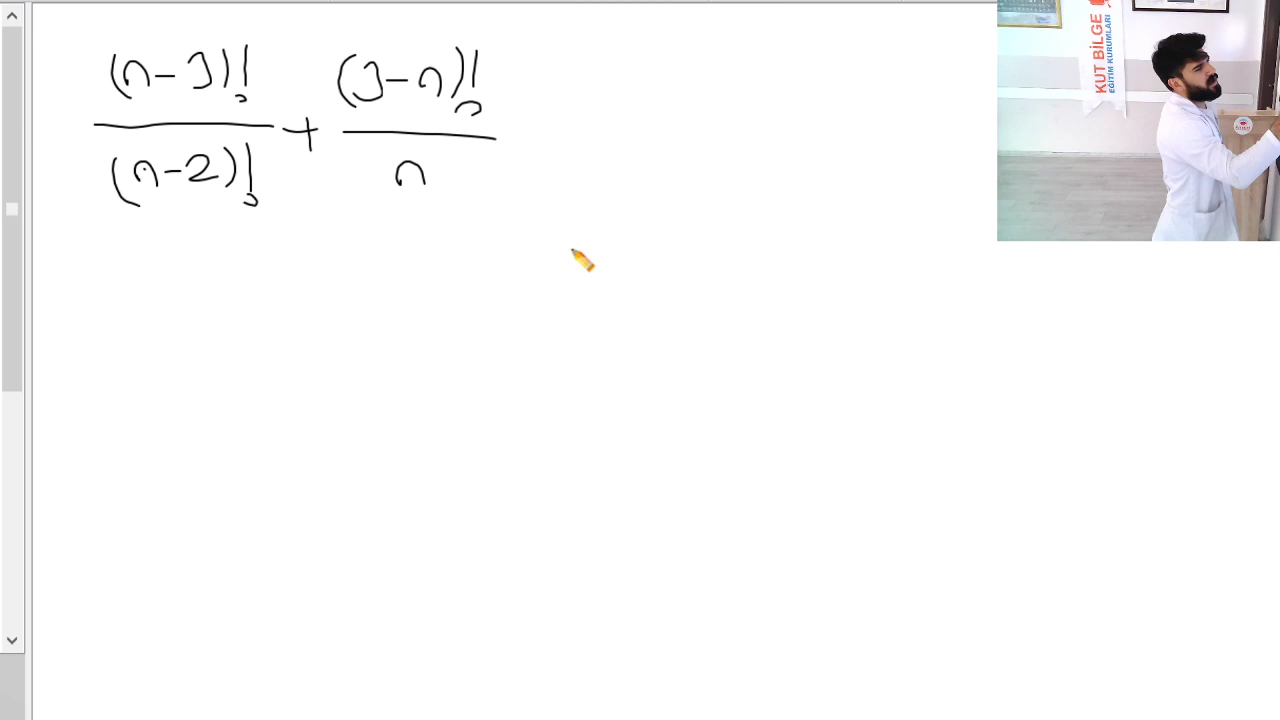 (n-3)! / (n-2)! + (3-n)! / n
KUT BİLGE
EĞİTİM KURUMLARI